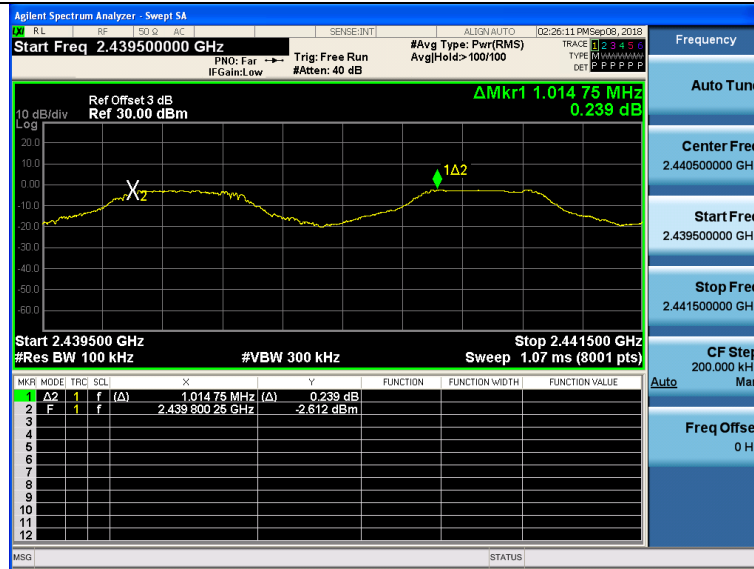 Agilent Spectrum Analyzer - Swept SA
RL RF 50 Ω AC SENSE:INT ALIGN AUTO 02:26:11 PM Sep 08, 2018
Start Freq 2.439500000 GHz
PNO: Far
IFGain:Low
Trig: Free Run
#Atten: 40 dB
#Avg Type: Pwr(RMS)
Avg|Hold:>100/100
TRACE 1 2 3 4 5 6
TYPE MWWWWW
DET P P P P P P
ΔMkr1 1.014 75 MHz
0.239 dB
Ref Offset 3 dB
10 dB/div Ref 30.00 dBm
Log
20.0
10.0
0.00
-10.0
-20.0
-30.0
-40.0
-50.0
-60.0
1Δ2
X2
Start 2.439500 GHz Stop 2.441500 GHz
#Res BW 100 kHz #VBW 300 kHz Sweep 1.07 ms (8001 pts)
MKR MODE TRC SCL X Y FUNCTION FUNCTION WIDTH FUNCTION VALUE
1 Δ2 1 f (Δ) 1.014 75 MHz (Δ) 0.239 dB
2 F 1 f 2.439 800 25 GHz -2.612 dBm
3
4
5
6
7
8
9
10
11
12
MSG STATUS
Frequency
Auto Tun
Center Fre
2.440500000 GH
Start Fre
2.439500000 GH
Stop Fre
2.441500000 GH
CF Step
200.000 kH
Auto Ma
Freq Offse
0 H